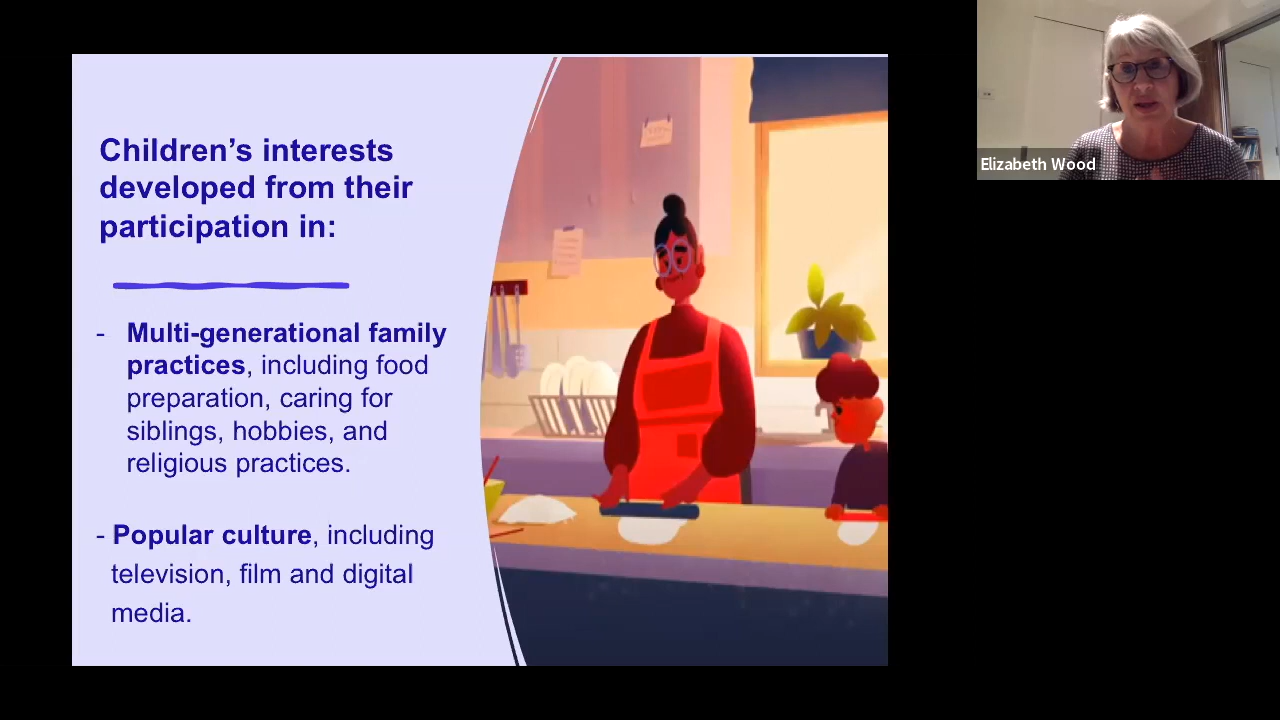 Children’s interests
developed from their
participation in:
- Multi-generational family
practices, including food
preparation, caring for
siblings, hobbies, and
religious practices.
- Popular culture, including
television, film and digital
media.
Elizabeth Wood